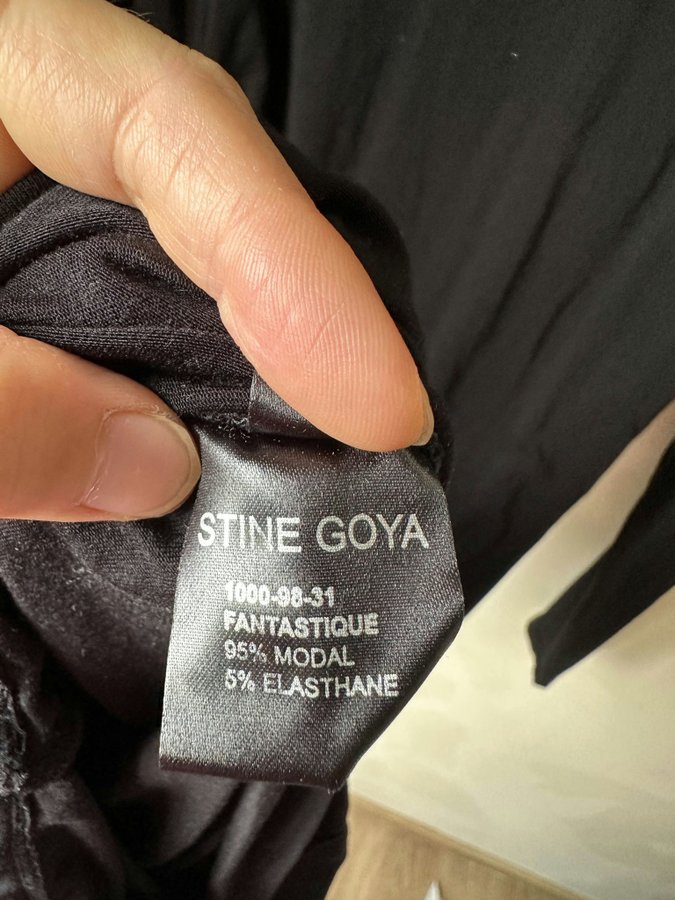 STINE GOYA
1000-98-31
FANTASTIQUE
95% MODAL
5% ELASTHANE